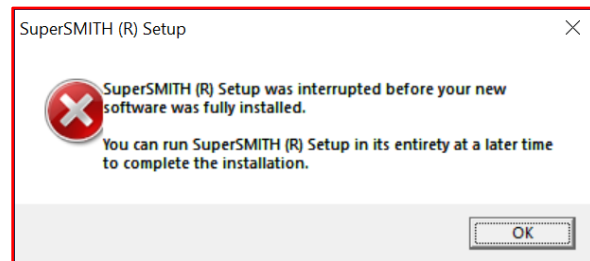 SuperSMITH (R) Setup
SuperSMITH (R) Setup was interrupted before your new
software was fully installed.
You can run SuperSMITH (R) Setup in its entirety at a later time
to complete the installation.
OK